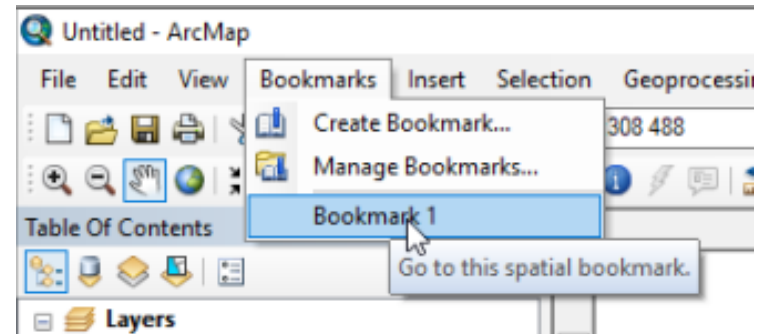 Untitled - ArcMap
File Edit View Bookmarks Insert Selection Geoprocessi
Create Bookmark... 308 488
Manage Bookmarks...
Table Of Contents Bookmark 1
Go to this spatial bookmark.
Layers